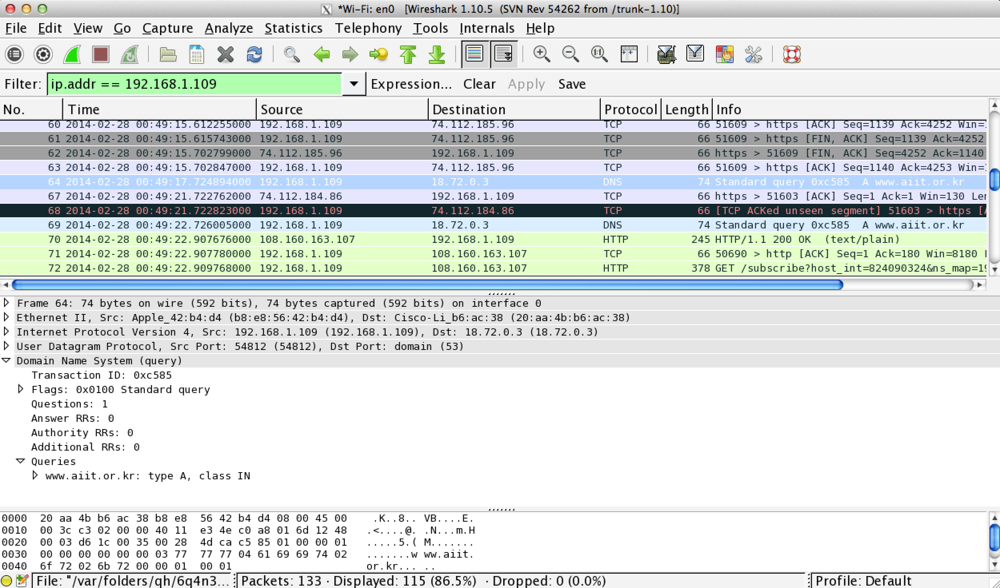 *Wi-Fi: en0 [Wireshark 1.10.5 (SVN Rev 54262 from /trunk-1.10)]
File Edit View Go Capture Analyze Statistics Telephony Tools Internals Help
Filter: ip.addr == 192.168.1.109 Expression... Clear Apply Save
No. Time Source Destination Protocol Length Info
60 2014-02-28 00:49:15.612255000 192.168.1.109 74.112.185.96 TCP 66 51609 > https [ACK] Seq=1139 Ack=4252 Win=
61 2014-02-28 00:49:15.615743000 192.168.1.109 74.112.185.96 TCP 66 51609 > https [FIN, ACK] Seq=1139 Ack=4252
62 2014-02-28 00:49:15.702799000 74.112.185.96 192.168.1.109 TCP 66 https > 51609 [FIN, ACK] Seq=4252 Ack=1140
63 2014-02-28 00:49:15.702847000 192.168.1.109 74.112.185.96 TCP 66 51609 > https [ACK] Seq=1140 Ack=4253 Win=
64 2014-02-28 00:49:17.724894000 192.168.1.109 18.72.0.3 DNS 74 Standard query 0xc585 A www.aiit.or.kr
67 2014-02-28 00:49:21.722762000 74.112.184.86 192.168.1.109 TCP 66 https > 51603 [ACK] Seq=1 Ack=1 Win=130 Len
68 2014-02-28 00:49:21.722823000 192.168.1.109 74.112.184.86 TCP 66 [TCP ACKed unseen segment] 51603 > https [A
69 2014-02-28 00:49:22.726005000 192.168.1.109 18.72.0.3 DNS 74 Standard query 0xc585 A www.aiit.or.kr
70 2014-02-28 00:49:22.907676000 108.160.163.107 192.168.1.109 HTTP 245 HTTP/1.1 200 OK (text/plain)
71 2014-02-28 00:49:22.907780000 192.168.1.109 108.160.163.107 TCP 66 50690 > http [ACK] Seq=1 Ack=180 Win=8180
72 2014-02-28 00:49:22.909768000 192.168.1.109 108.160.163.107 HTTP 378 GET /subscribe?host_int=824090324&ns_map=19
Frame 64: 74 bytes on wire (592 bits), 74 bytes captured (592 bits) on interface 0
Ethernet II, Src: Apple_42:b4:d4 (b8:e8:56:42:b4:d4), Dst: Cisco-Li_b6:ac:38 (20:aa:4b:b6:ac:38)
Internet Protocol Version 4, Src: 192.168.1.109 (192.168.1.109), Dst: 18.72.0.3 (18.72.0.3)
User Datagram Protocol, Src Port: 54812 (54812), Dst Port: domain (53)
Domain Name System (query)
Transaction ID: 0xc585
Flags: 0x0100 Standard query
Questions: 1
Answer RRs: 0
Authority RRs: 0
Additional RRs: 0
Queries
www.aiit.or.kr: type A, class IN
0000 20 aa 4b b6 ac 38 b8 e8 56 42 b4 d4 08 00 45 00 .K..8.. VB....E.
0010 00 3c c3 02 00 00 40 11 e3 4e c0 a8 01 6d 12 48 .<....@. .N...m.H
0020 00 03 d6 1c 00 35 00 28 4d ca c5 85 01 00 00 01 .....5.( M.......
0030 00 00 00 00 00 00 03 77 77 77 04 61 69 69 74 02 .......w ww.aiit.
0040 6f 72 02 6b 72 00 00 01 00 01 or.kr... ..
File: "/var/folders/qh/6q4n3... Packets: 133 · Displayed: 115 (86.5%) · Dropped: 0 (0.0%) Profile: Default